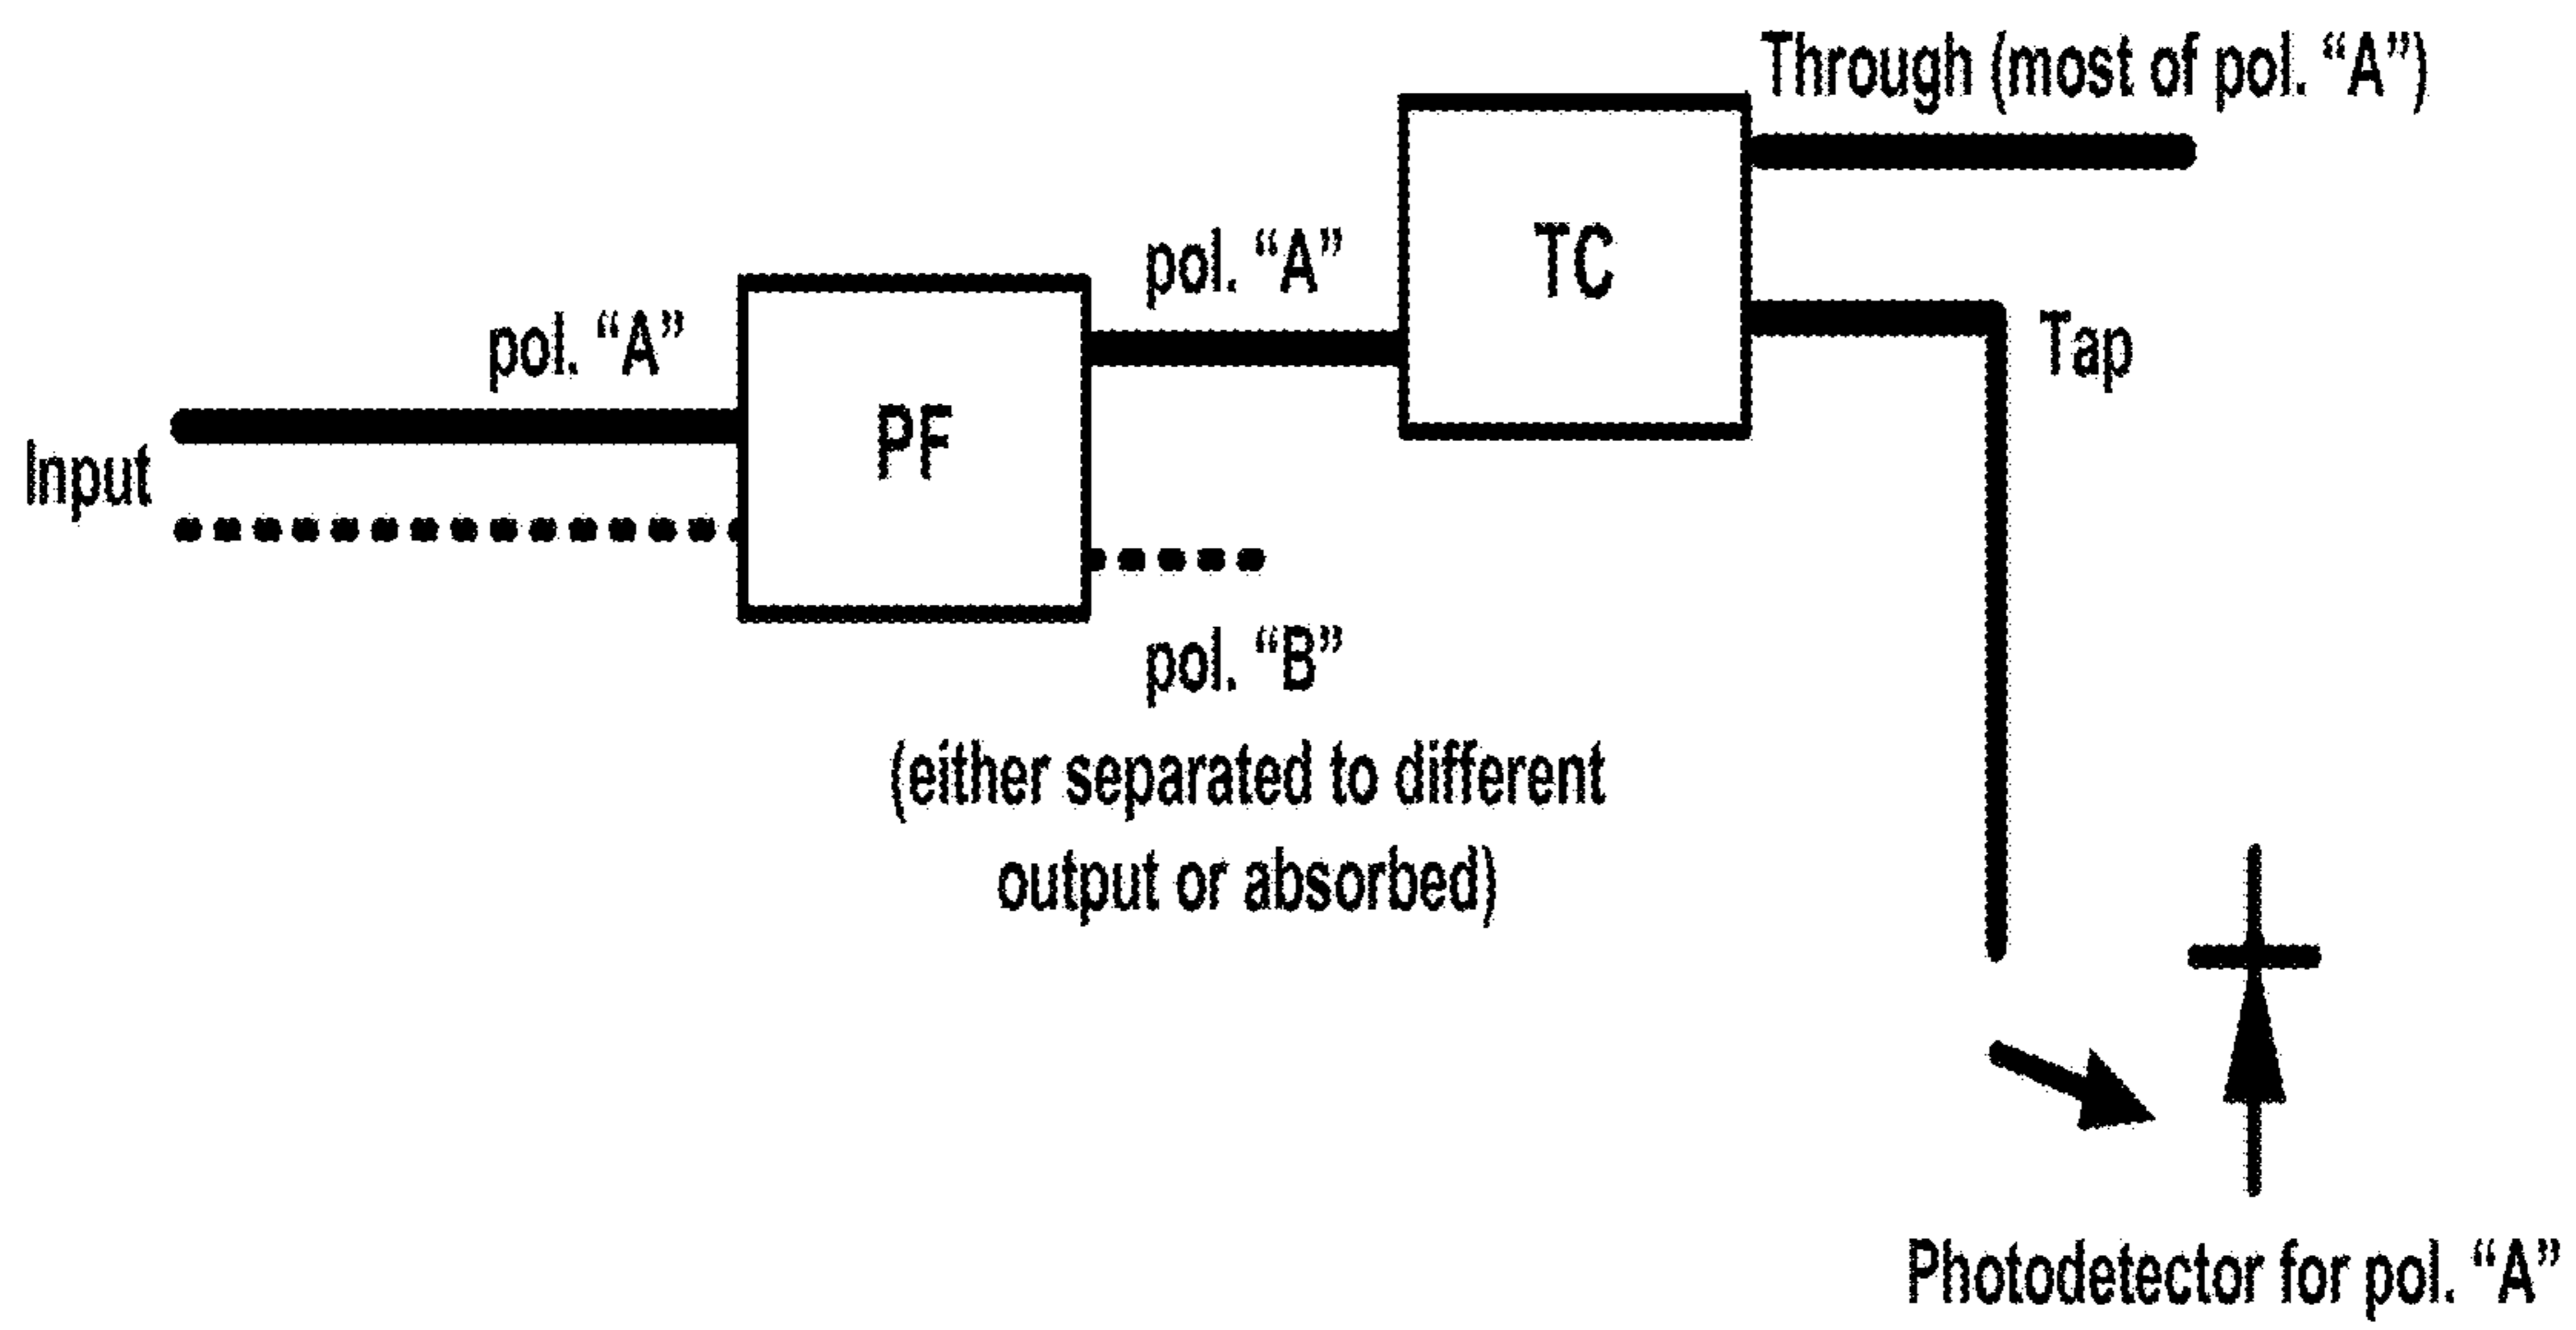 Through (most of pol. “A”)
TC
pol. “A”
Tap
pol. “A”
PF
Input
pol. “B”
(either separated to different
output or absorbed)
Photodetector for pol. “A”